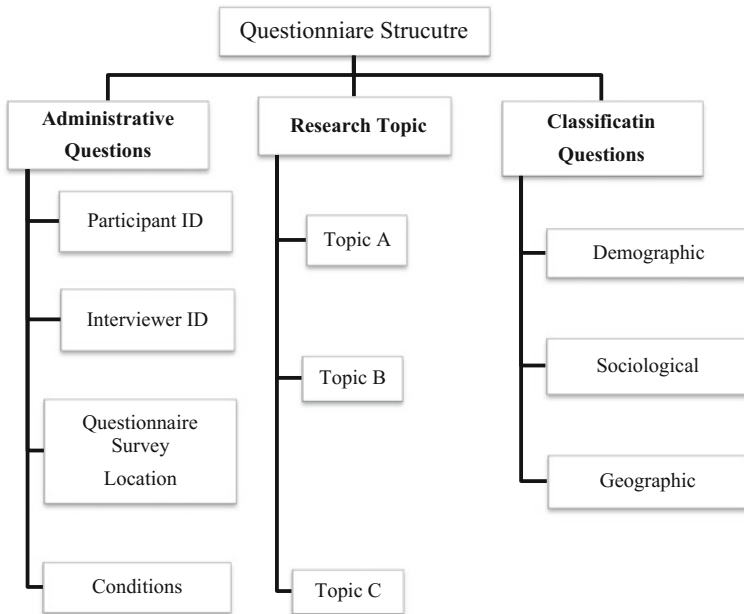 Questionniare Strucutre
Administrative
Questions
Participant ID
Interviewer ID
Questionnaire
Survey
Location
Conditions
Research Topic
Topic A
Topic B
Topic C
Classificatin
Questions
Demographic
Sociological
Geographic